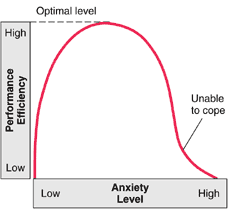 Optimal level
High
Performance
Efficiency
Unable
to cope
Low
Low
Anxiety
Level
High